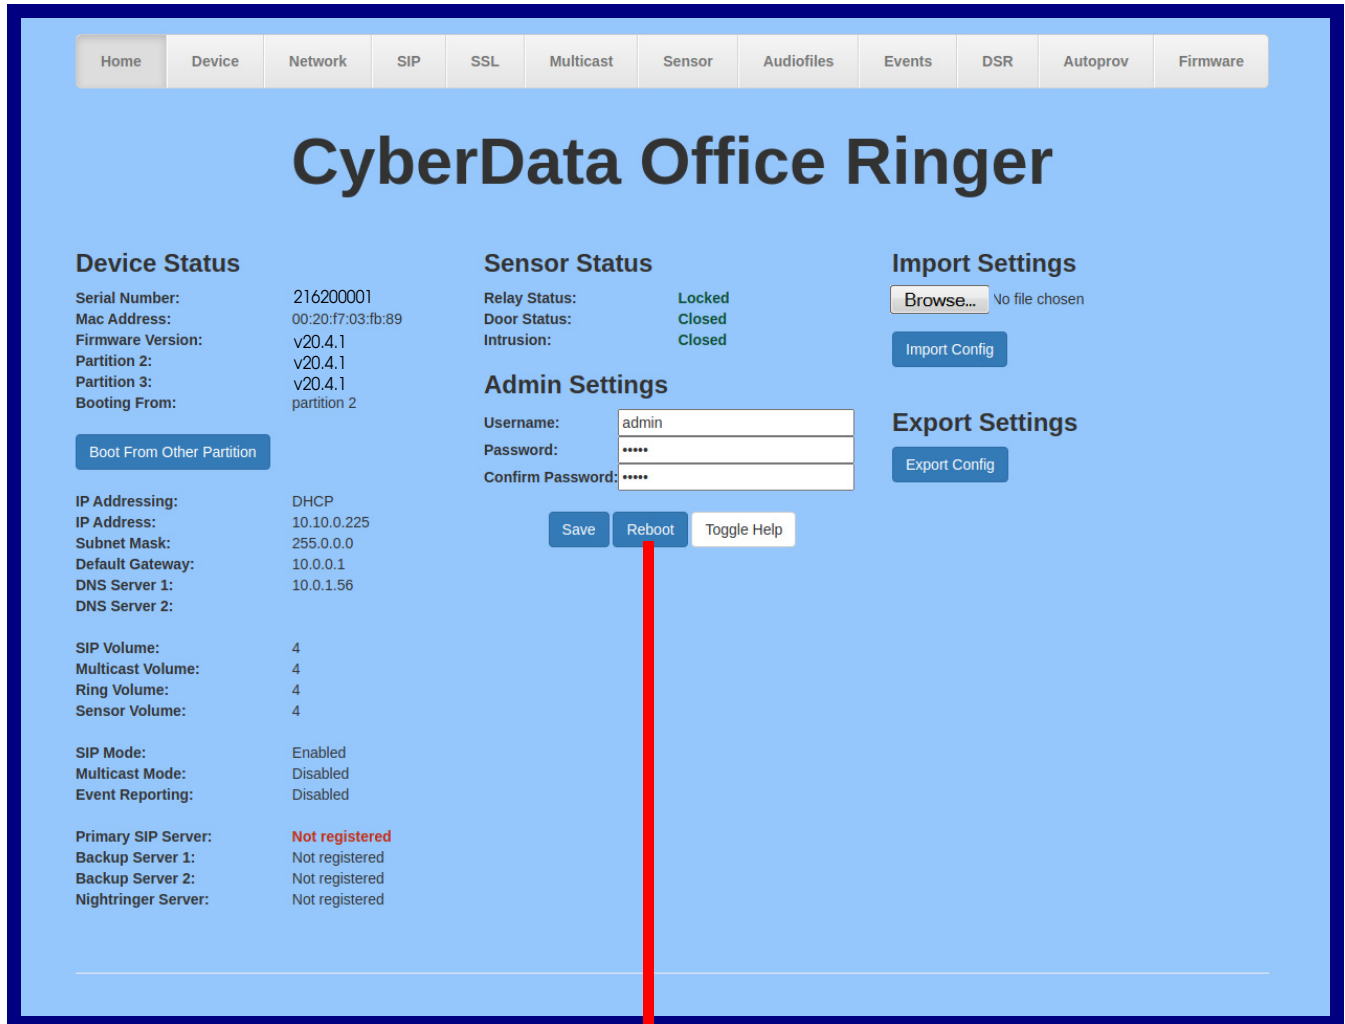 Home Device Network SIP SSL Multicast Sensor Audiofiles Events DSR Autoprov Firmware
CyberData Office Ringer
Device Status
Serial Number: 216200001
Mac Address: 00:20:f7:03:fb:89
Firmware Version: v20.4.1
Partition 2: v20.4.1
Partition 3: v20.4.1
Booting From: partition 2
Boot From Other Partition
IP Addressing: DHCP
IP Address: 10.10.0.225
Subnet Mask: 255.0.0.0
Default Gateway: 10.0.0.1
DNS Server 1: 10.0.1.56
DNS Server 2:
SIP Volume: 4
Multicast Volume: 4
Ring Volume: 4
Sensor Volume: 4
SIP Mode: Enabled
Multicast Mode: Disabled
Event Reporting: Disabled
Primary SIP Server: Not registered
Backup Server 1: Not registered
Backup Server 2: Not registered
Nightringer Server: Not registered
Sensor Status
Relay Status: Locked
Door Status: Closed
Intrusion: Closed
Admin Settings
Username: admin
Password: •••••
Confirm Password: •••••
Save Reboot Toggle Help
Import Settings
Browse... No file chosen
Import Config
Export Settings
Export Config